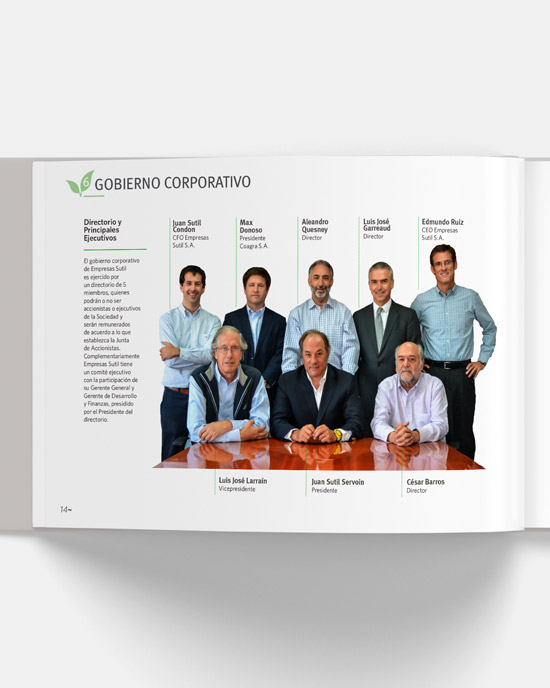 6 GOBIERNO CORPORATIVO
Directorio y
Principales
Ejecutivos
El gobierno corporativo
de Empresas Sutil
es ejercido por
un directorio de 5
miembros, quienes
podrán o no ser
accionistas o ejecutivos
de la Sociedad y
serán remunerados
de acuerdo a lo que
establezca la Junta
de Accionistas.
Complementariamente
Empresas Sutil tiene
un comité ejecutivo
con la participación de
su Gerente General y
Gerente de Desarrollo
y Finanzas, presidido
por el Presidente del
directorio.
Juan Sutil
Condon
CFO Empresas
Sutil S.A.
Max
Donoso
Presidente
Coagra S.A.
Aleandro
Quesney
Director
Luis José
Garreaud
Director
Edmundo Ruiz
CEO Empresas
Sutil S.A.
Luis José Larraín
Vicepresidente
Juan Sutil Servoin
Presidente
César Barros
Director
14~